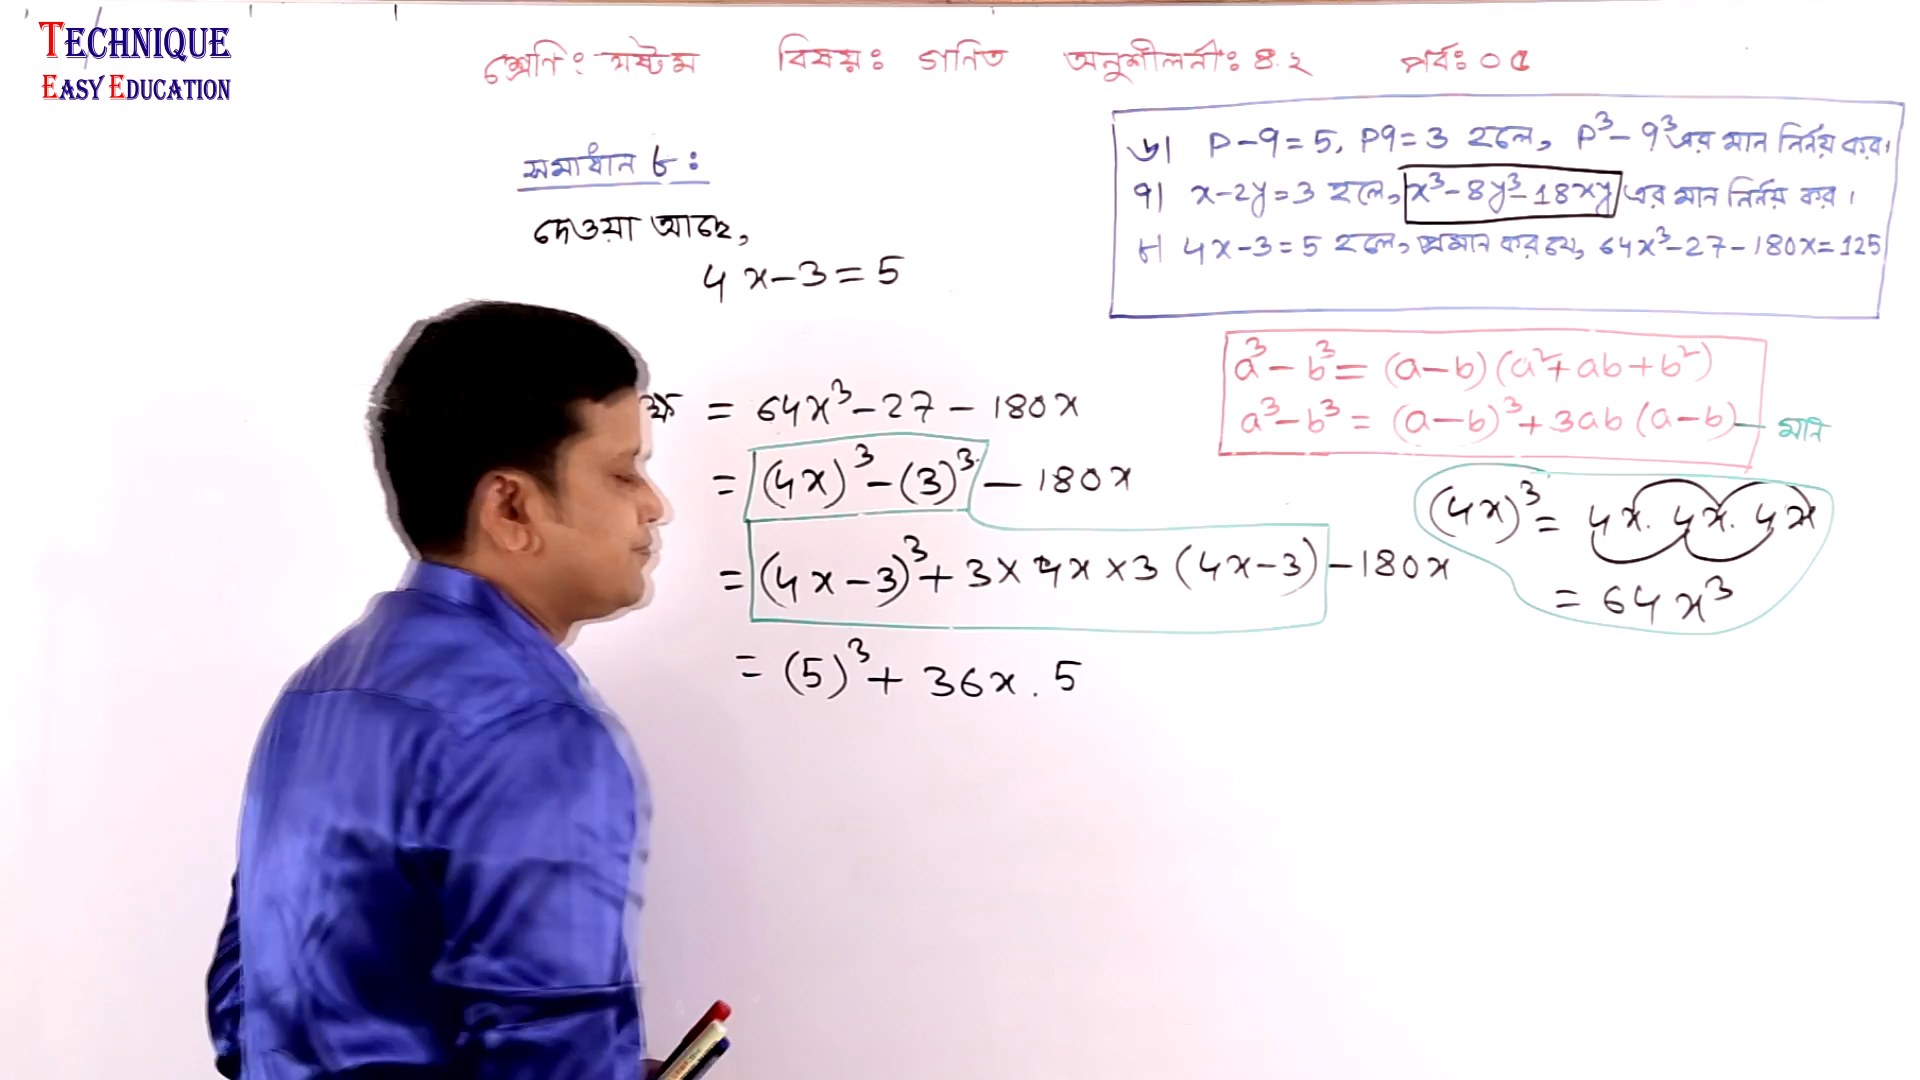 TECHNIQUE
EASY EDUCATION
শ্রেণি: অষ্টম বিষয়ঃ গনিত অনুশীলনীঃ ৪.২ পর্বঃ ০৫
৬। P-q=5, Pq=3 হলে, P³-q³ এর মান নির্নয় কর।
৭। x-2y=3 হলে, x³-8y³-18xy এর মান নির্নয় কর।
৮। 4x-3=5 হলে, প্রমান কর যে, 64x³-27-180x=125
সমাধান ৮ :
দেওয়া আছে,
4x-3=5
a³-b³=(a-b)(a²+ab+b²)
a³-b³=(a-b)³+3ab(a-b) মান
= 64x³-27-180x
= (4x)³-(3)³-180x
= (4x-3)³+3×4x×3(4x-3)-180x
= (5)³+36x.5
(4x)³= 4x.4x.4x
= 64x³